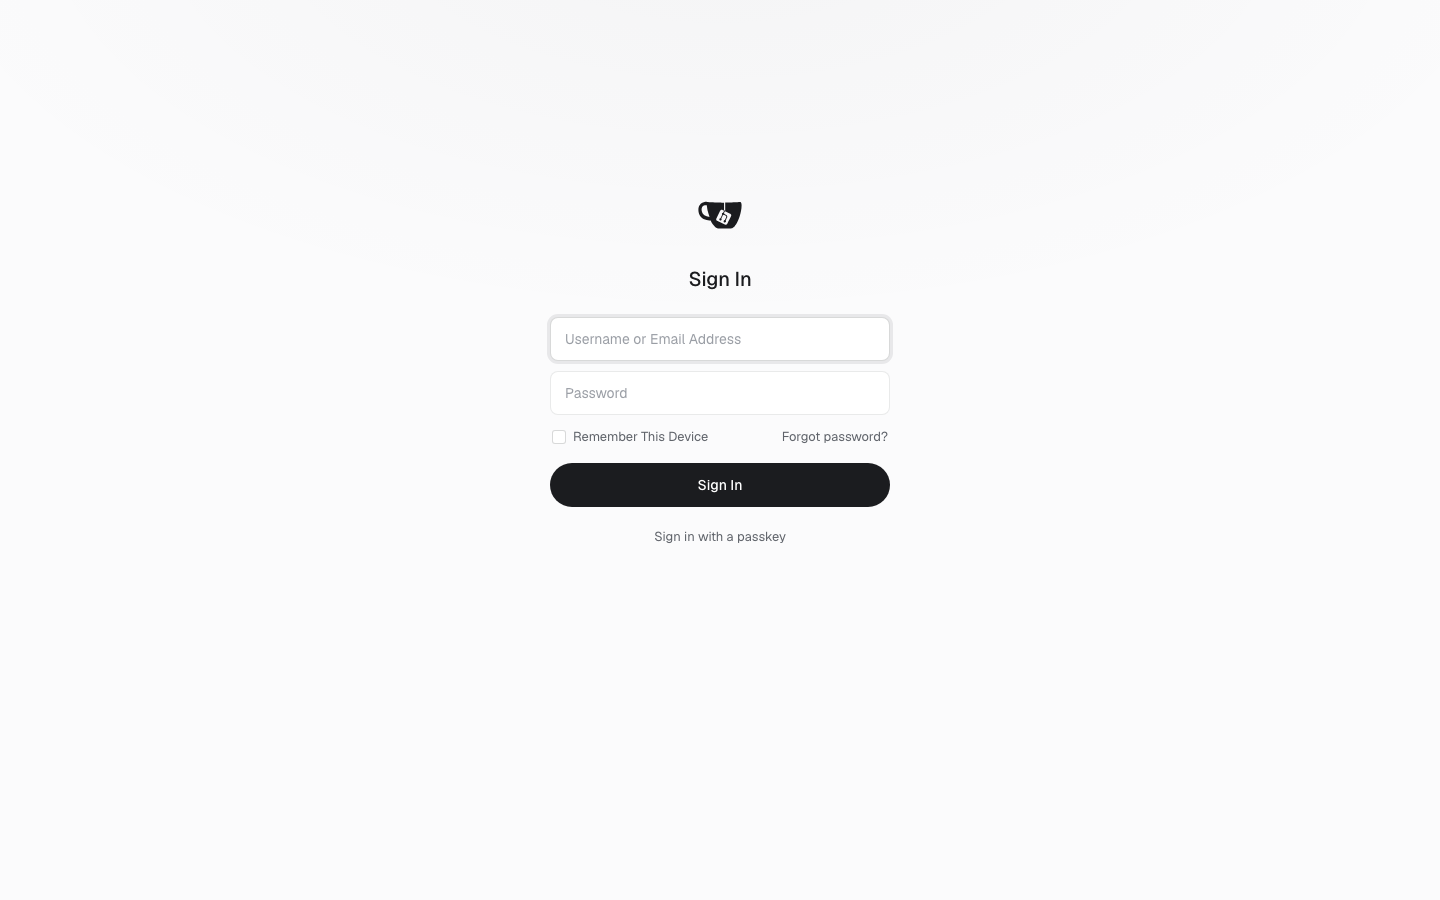 Sign In
Username or Email Address
Password
Remember This Device
Forgot password?
Sign In
Sign in with a passkey